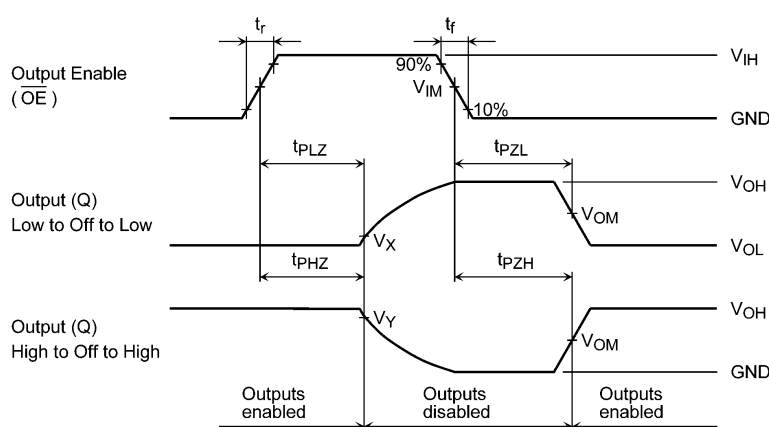 tr
tf
Output Enable
( OE )
90%
VIM
10%
VIH
GND
tPLZ
tPZL
Output (Q)
Low to Off to Low
VX
VOM
VOH
VOL
tPHZ
tPZH
Output (Q)
High to Off to High
VY
VOM
VOH
GND
Outputs
enabled
Outputs
disabled
Outputs
enabled